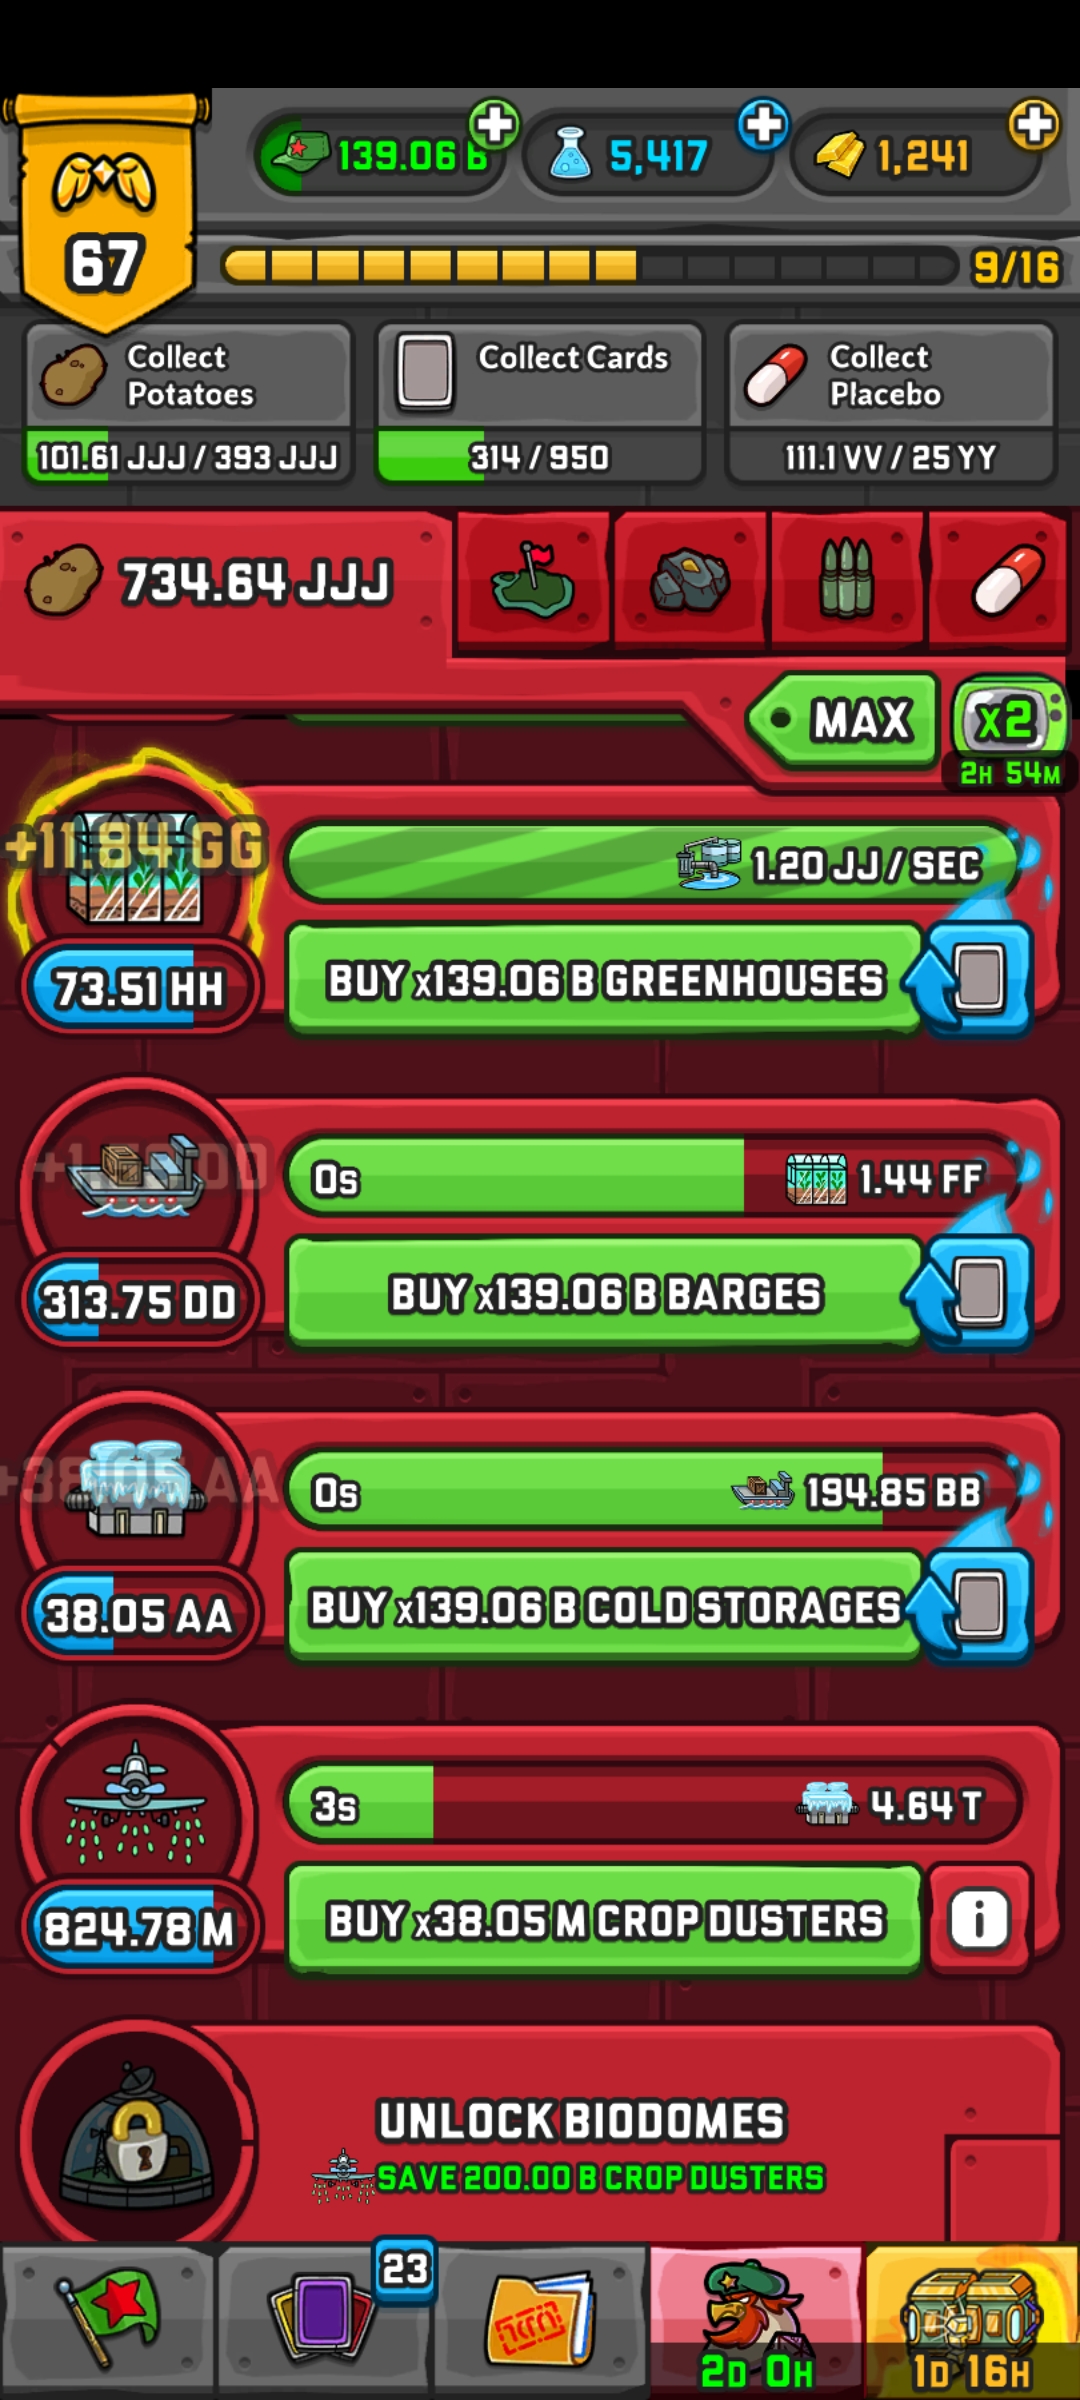 139.06 B
5,417
1,241
67
9/16
Collect
Potatoes
101.61 JJJ / 393 JJJ
Collect Cards
314 / 950
Collect
Placebo
111.1 VV / 25 YY
734.64 JJJ
MAX
x2
2H 54M
+11.84 GG
1.20 JJ / SEC
73.51 HH
BUY x139.06 B GREENHOUSES
0s
1.44 FF
313.75 DD
BUY x139.06 B BARGES
+38.05 AA
0s
194.85 BB
38.05 AA
BUY x139.06 B COLD STORAGES
3s
4.64 T
824.78 M
BUY x38.05 M CROP DUSTERS
i
UNLOCK BIODOMES
SAVE 200.00 B CROP DUSTERS
23
2D 0H
1D 16H